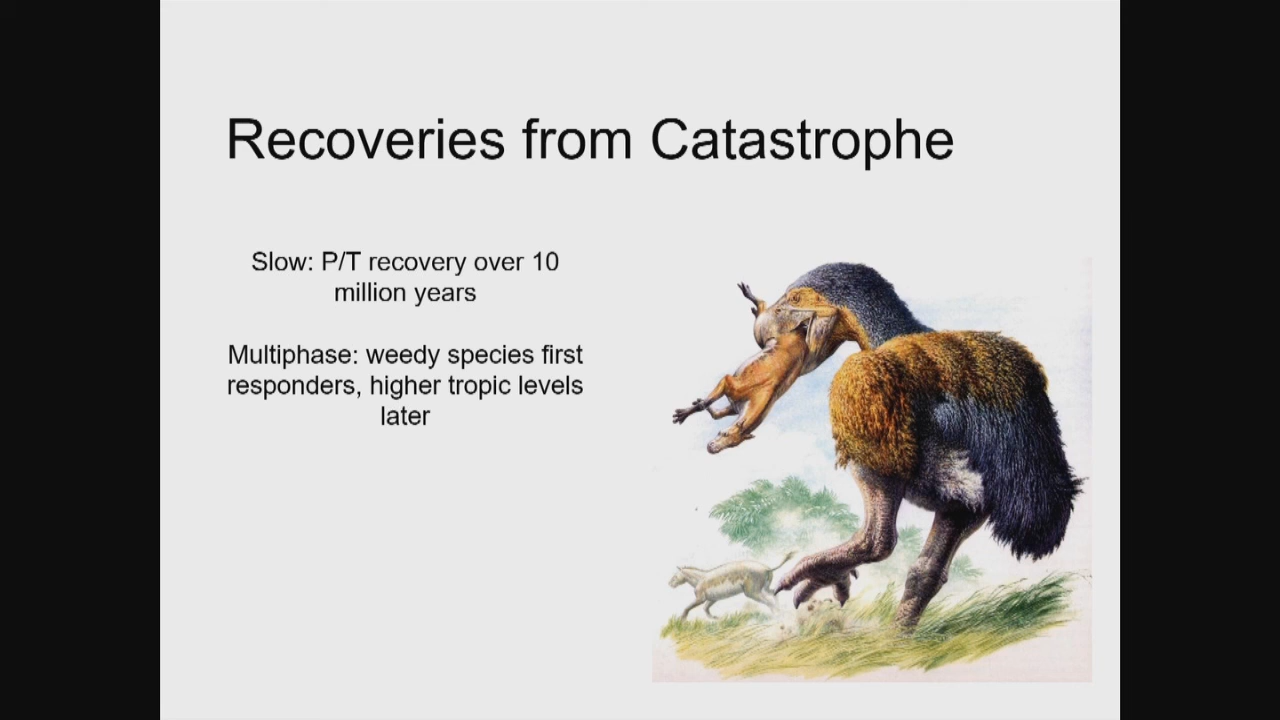 Recoveries from Catastrophe
Slow: P/T recovery over 10
million years
Multiphase: weedy species first
responders, higher tropic levels
later